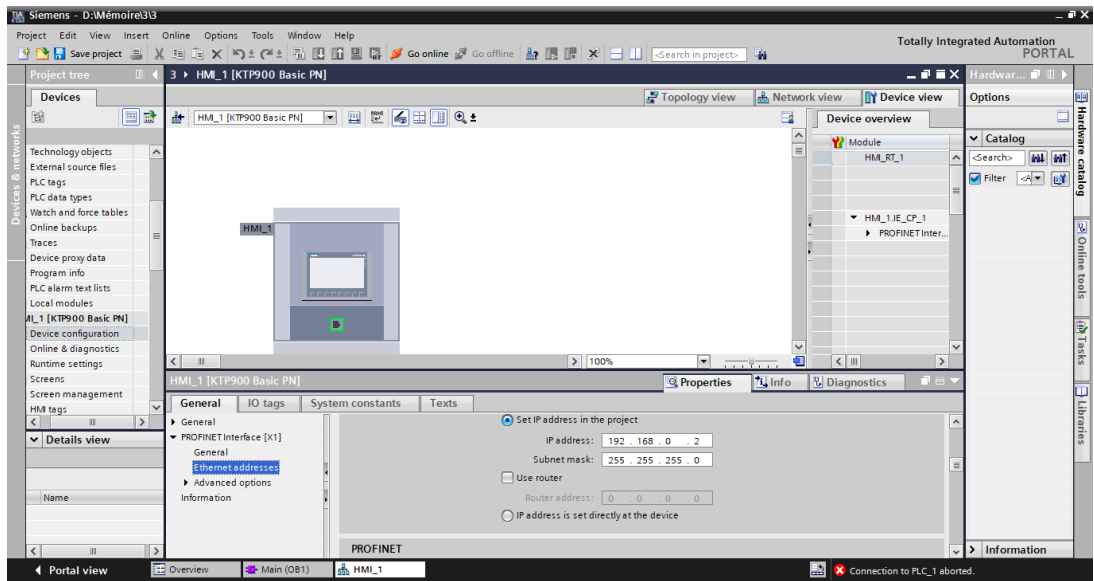 Siemens - D:\Mémoire\3\3
Project Edit View Insert Online Options Tools Window Help
Totally Integrated Automation
PORTAL
Save project Go online Go offline <Search in project>
Project tree
3 HMI_1 [KTP900 Basic PN]
Hardwar...
Devices
Topology view Network view Device view
Options
HMI_1 [KTP900 Basic PN]
Device overview
Module
HMI_RT_1
HMI_1.IE_CP_1
PROFINET Inter...
Catalog
<Search>
Filter <A
Technology objects
External source files
PLC tags
PLC data types
Watch and force tables
Online backups
Traces
Device proxy data
Program info
PLC alarm text lists
Local modules
MI_1 [KTP900 Basic PN]
Device configuration
Online & diagnostics
Runtime settings
Screens
Screen management
HMI tags
HMI_1
100%
HMI_1 [KTP900 Basic PN]
Properties Info Diagnostics
General IO tags System constants Texts
General
PROFINET Interface [X1]
General
Ethernet addresses
Advanced options
Information
Set IP address in the project
IP address: 192 . 168 . 0 . 2
Subnet mask: 255 . 255 . 255 . 0
Use router
Router address: 0 . 0 . 0 . 0
IP address is set directly at the device
PROFINET
Details view
Name
Devices & networks
Hardware catalog
Online tools
Tasks
Libraries
Information
Portal view Overview Main (OB1) HMI_1 Connection to PLC_1 aborted.